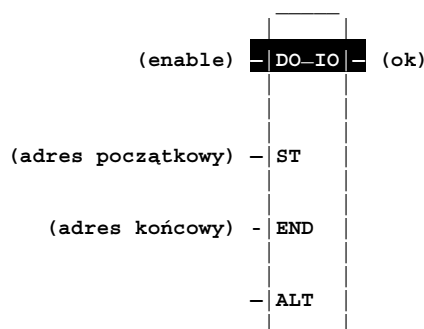 (enable) DO–IO (ok)
(adres początkowy) ST
(adres końcowy) END
ALT